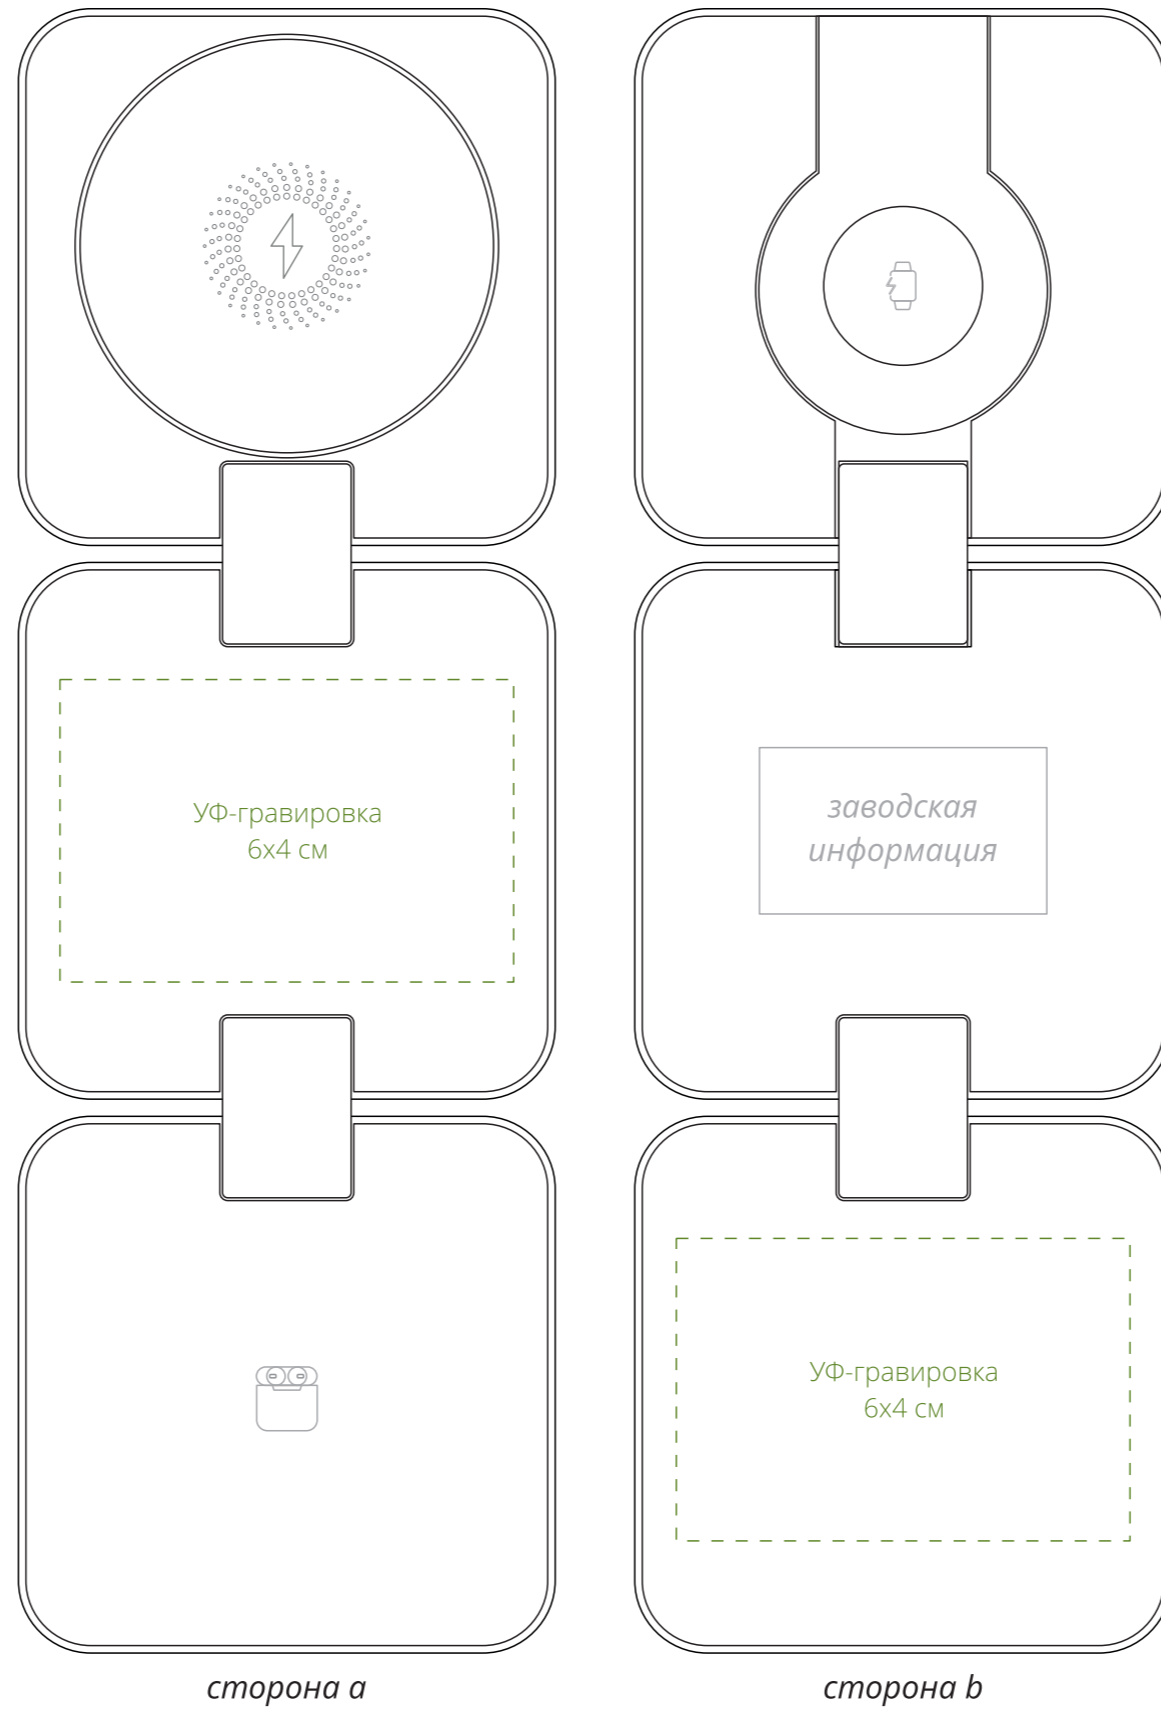 УФ-гравировка
6х4 см
заводская
информация
УФ-гравировка
6х4 см
сторона a
сторона b